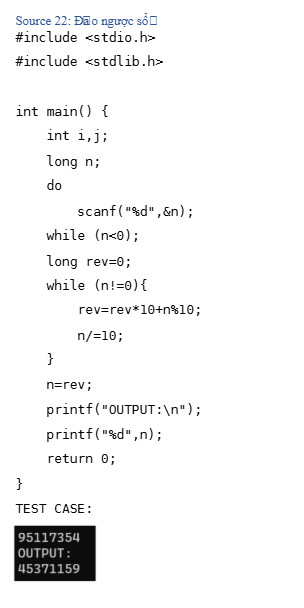 Source 22: Đảo ngược số
#include <stdio.h>
#include <stdlib.h>
int main() {
    int i,j;
    long n;
    do
        scanf("%d",&n);
    while (n<0);
    long rev=0;
    while (n!=0){
        rev=rev*10+n%10;
        n/=10;
    }
    n=rev;
    printf("OUTPUT:\n");
    printf("%d",n);
    return 0;
}
TEST CASE:
95117354
OUTPUT:
45371159